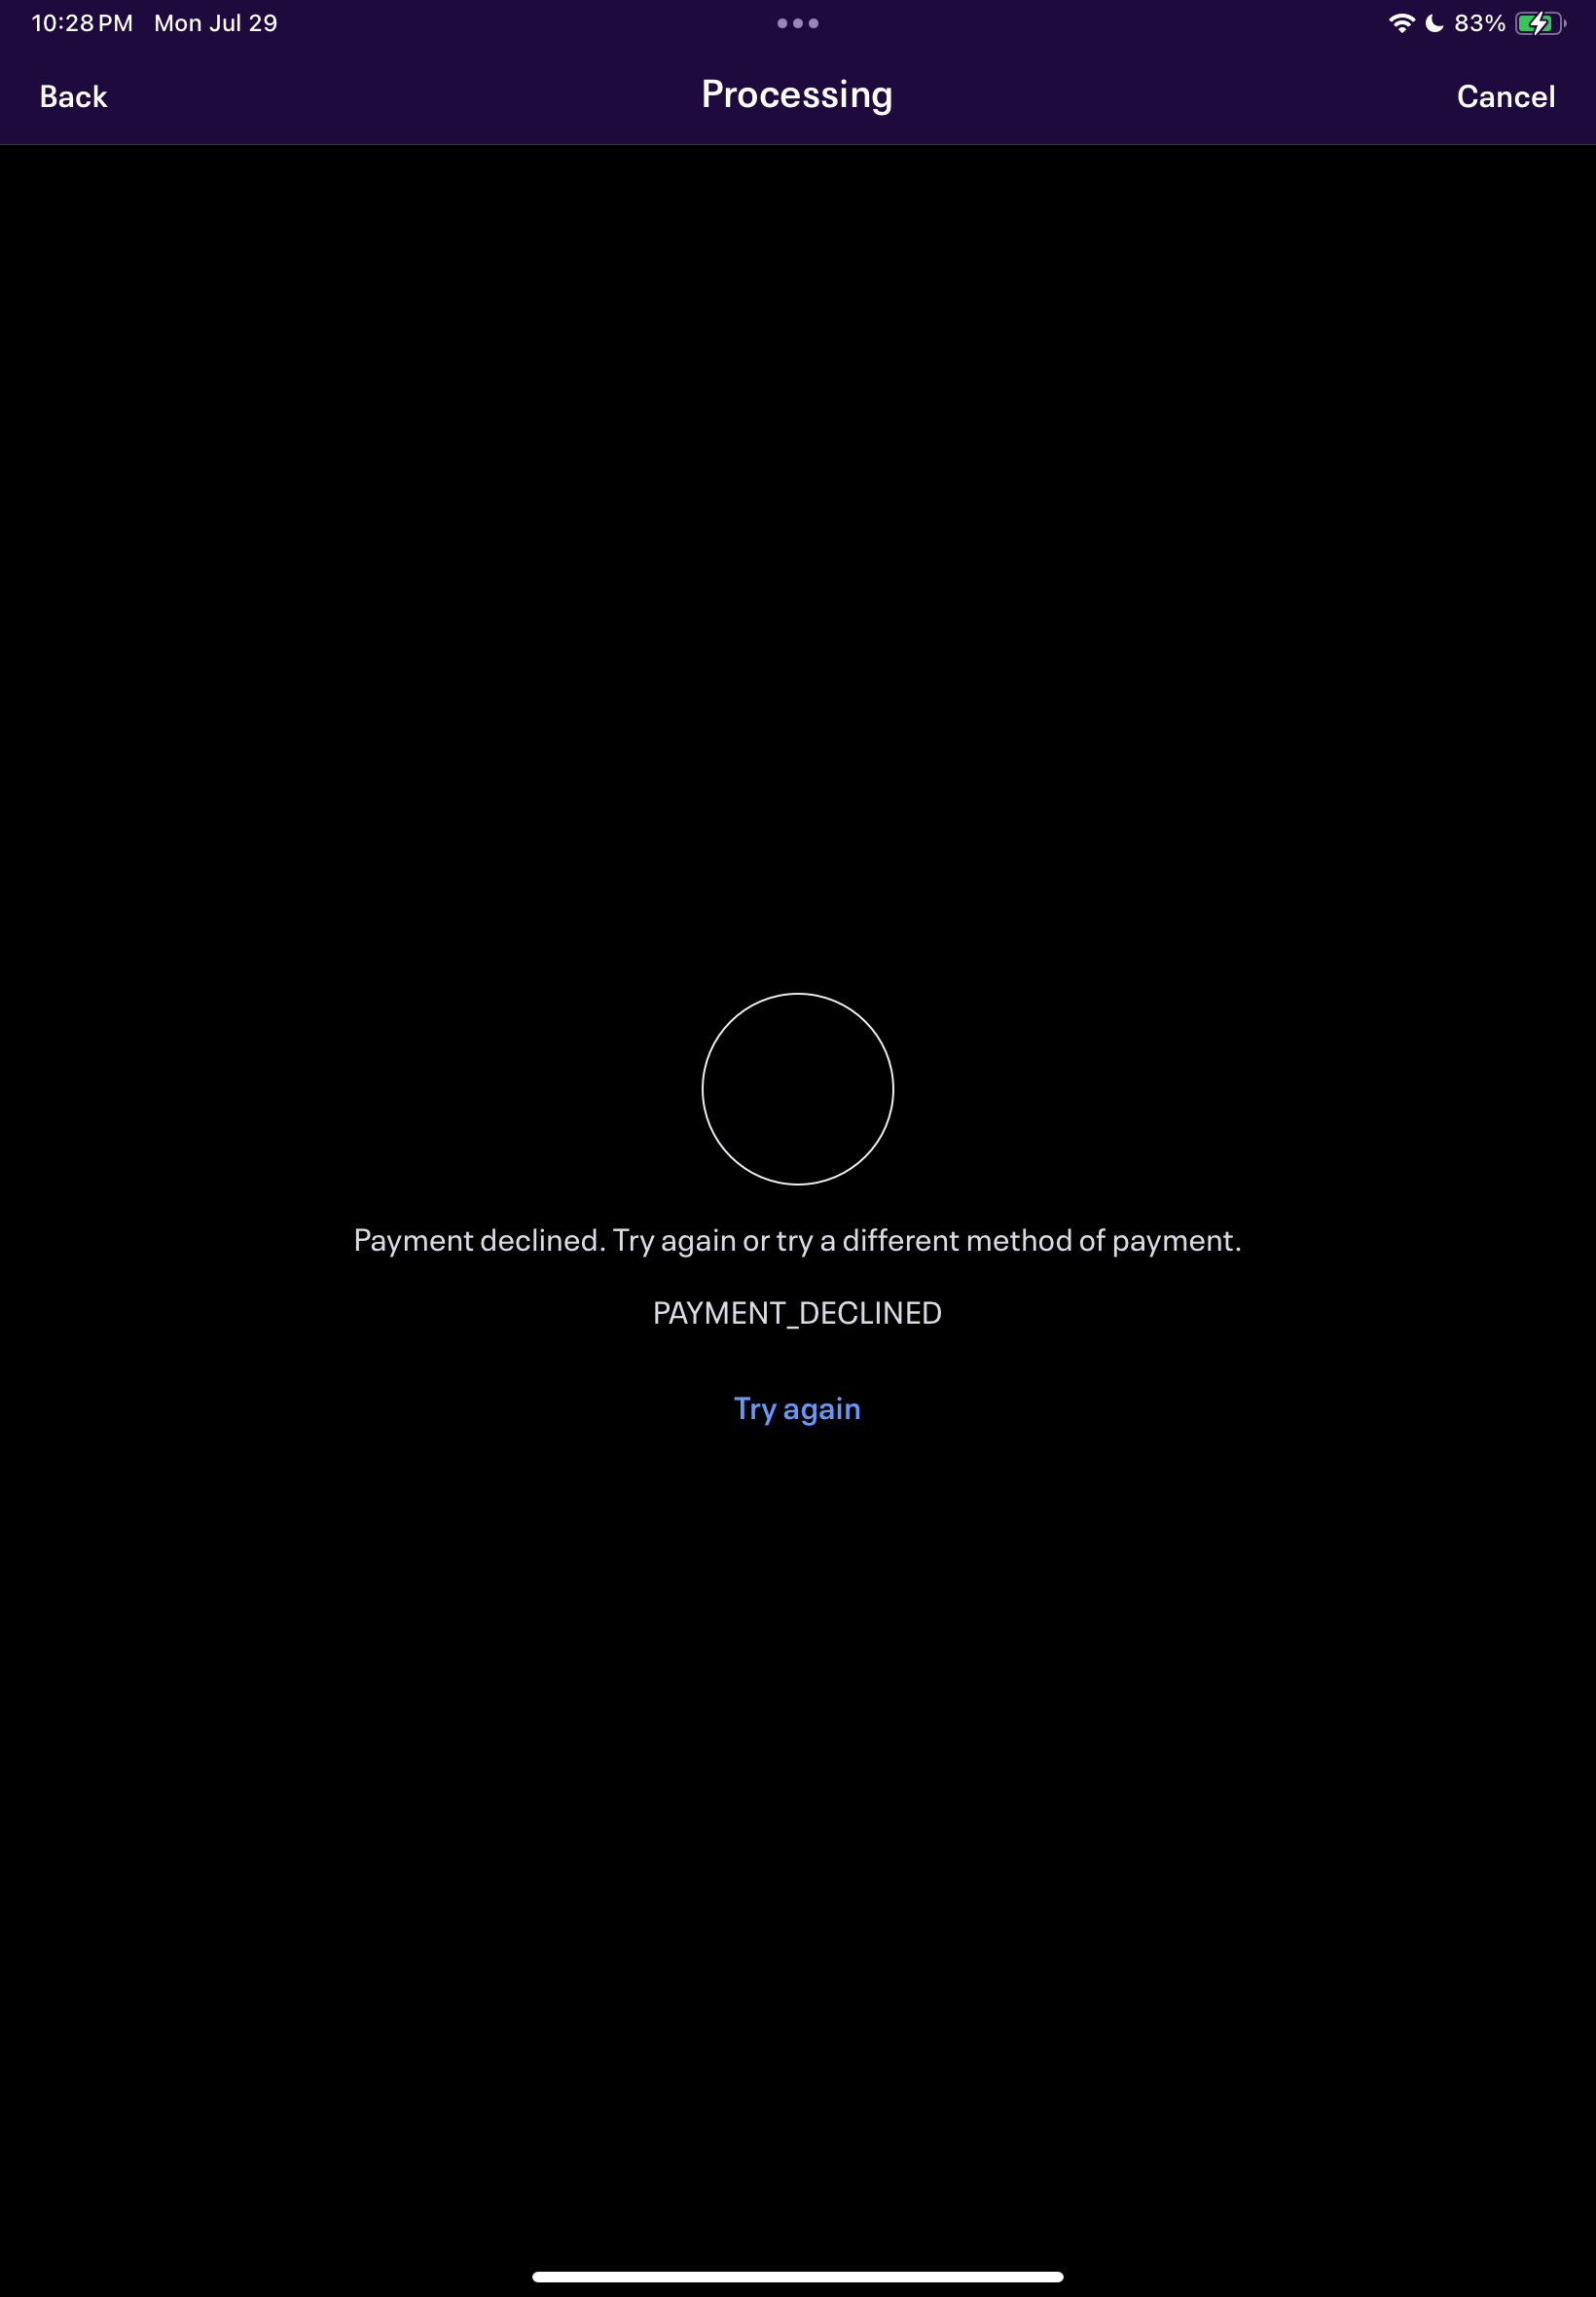 10:28 PM Mon Jul 29 83%
Back Processing Cancel
Payment declined. Try again or try a different method of payment.
PAYMENT_DECLINED
Try again